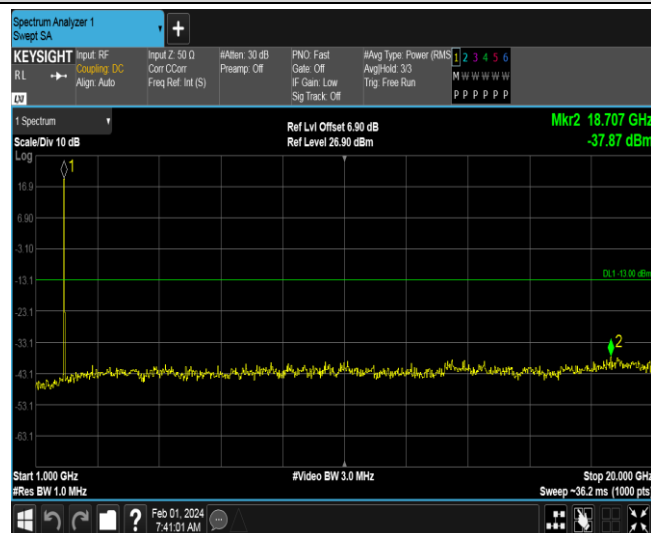 Spectrum Analyzer 1
Swept SA
+
KEYSIGHT
RL
Input: RF
Coupling: DC
Align: Auto
Input Z: 50 Ω
Corr CCorr
Freq Ref: Int (S)
#Atten: 30 dB
Preamp: Off
PNO: Fast
Gate: Off
IF Gain: Low
Sig Track: Off
#Avg Type: Power (RMS
Avg|Hold: 3/3
Trig: Free Run
1 2 3 4 5 6
M W W W W W
P P P P P P
1 Spectrum
Scale/Div 10 dB
Log
Ref Lvl Offset 6.90 dB
Ref Level 26.90 dBm
Mkr2 18.707 GHz
-37.87 dBm
1
16.9
6.90
-3.10
DL1 -13.00 dBm
-13.1
-23.1
-33.1
2
-43.1
-53.1
-63.1
Start 1.000 GHz
#Res BW 1.0 MHz
#Video BW 3.0 MHz
Stop 20.000 GHz
Sweep ~36.2 ms (1000 pts)
?
Feb 01, 2024
7:41:01 AM